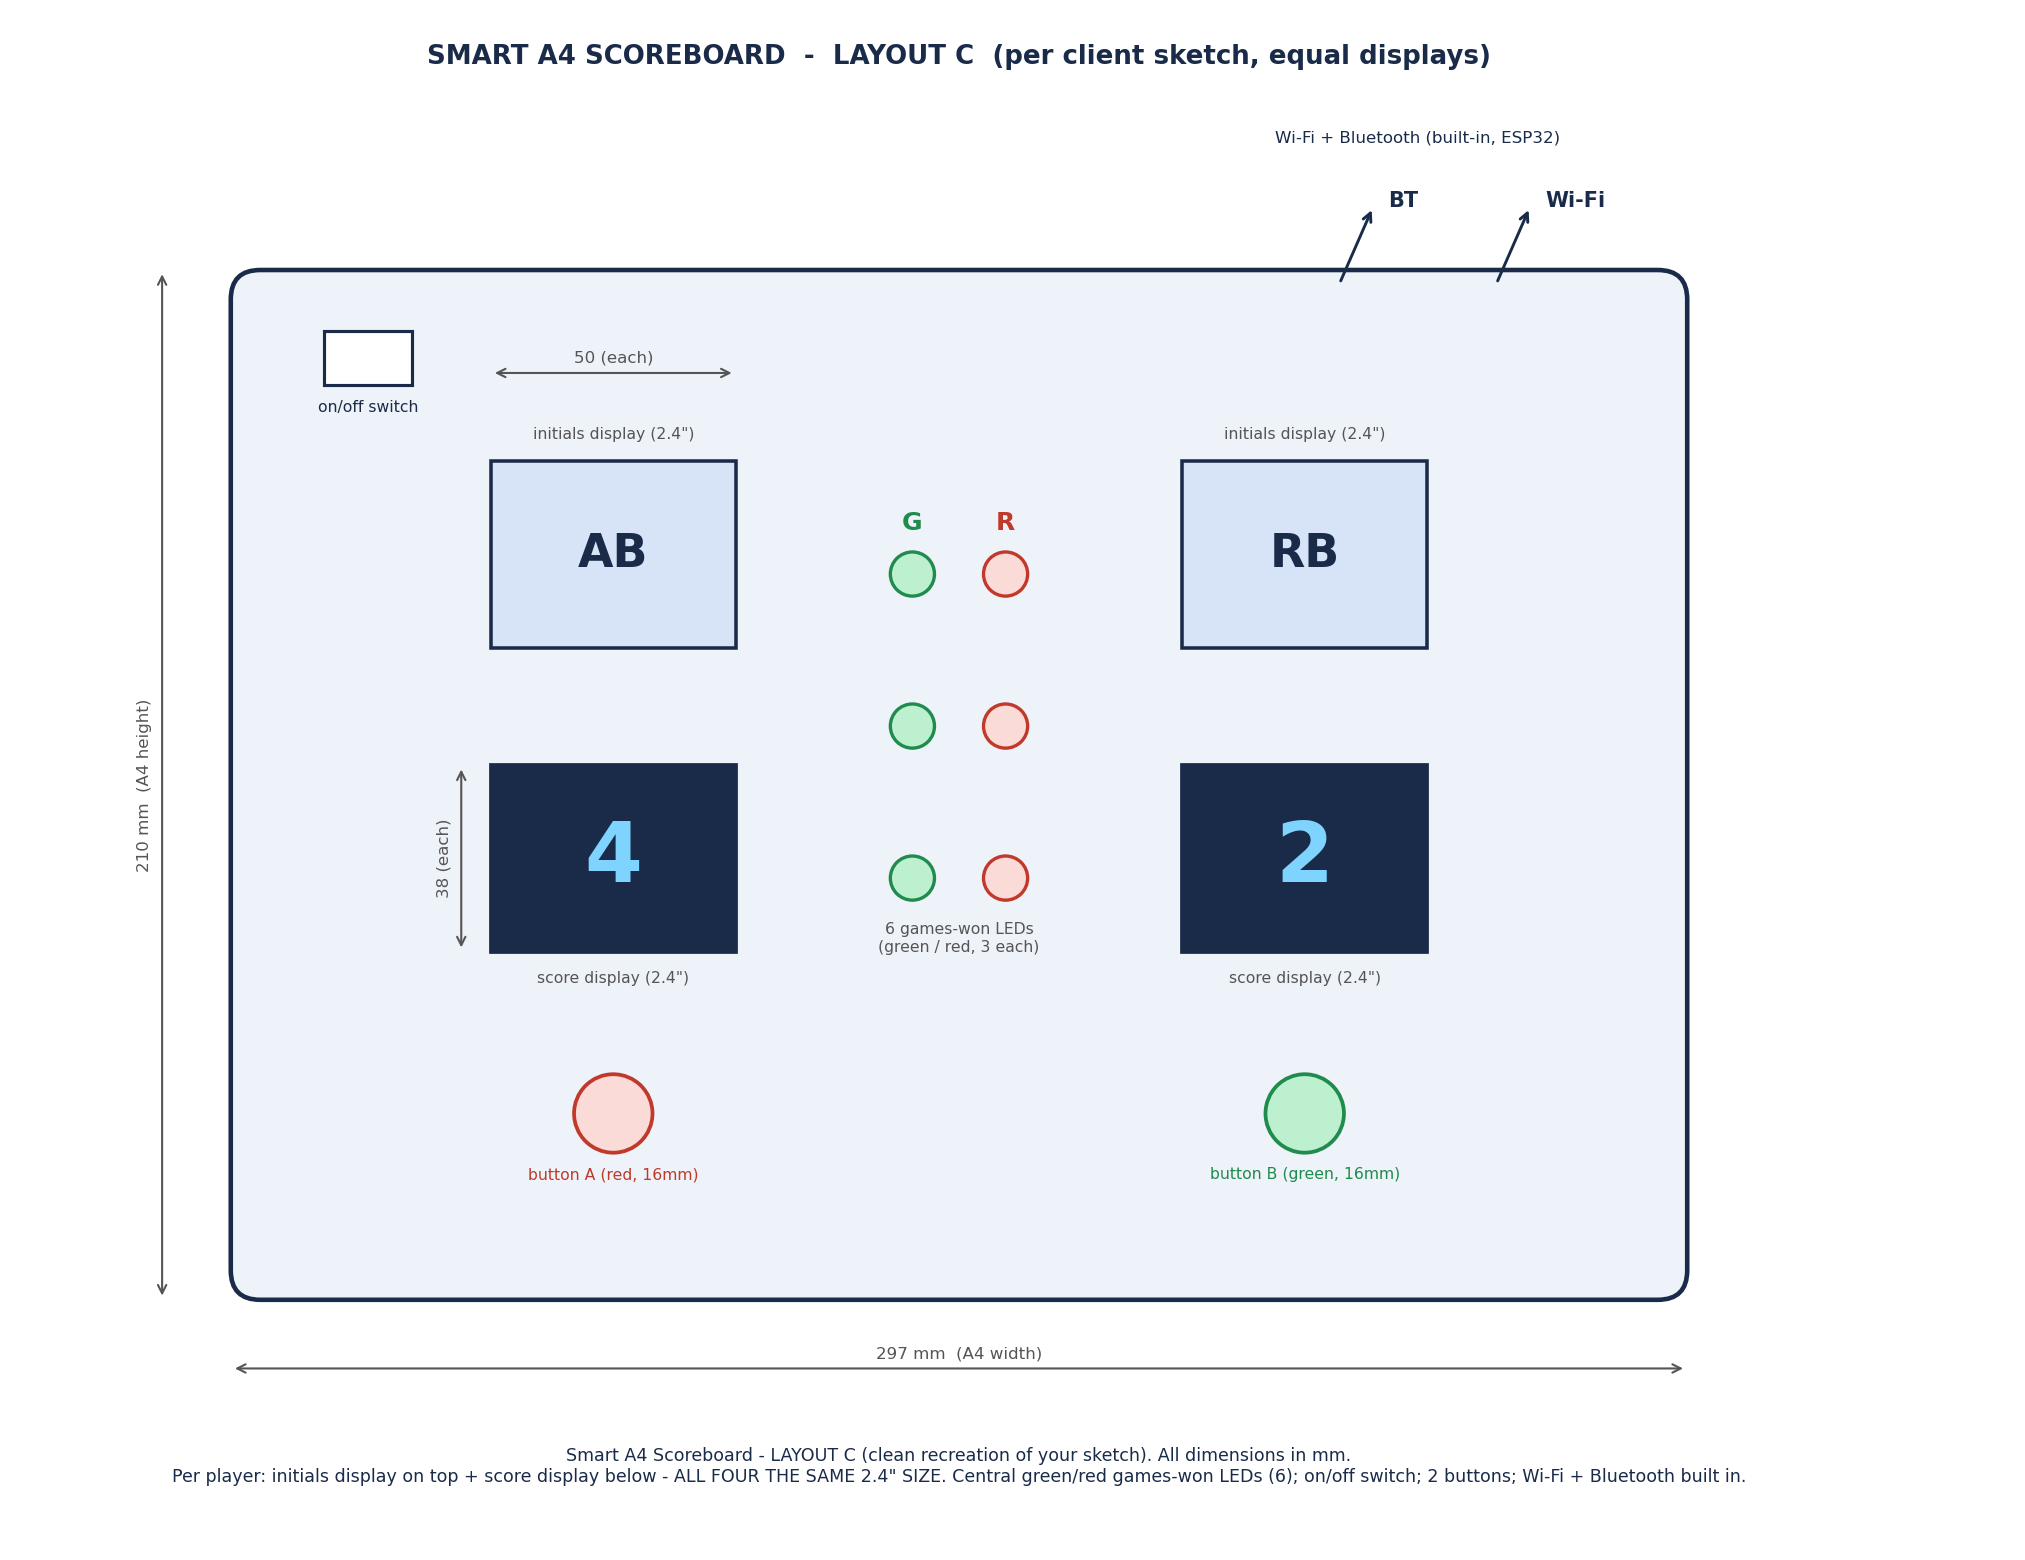 SMART A4 SCOREBOARD - LAYOUT C (per client sketch, equal displays)
Wi-Fi + Bluetooth (built-in, ESP32)
BT
Wi-Fi
50 (each)
on/off switch
initials display (2.4")
initials display (2.4")
AB
G
R
RB
210 mm (A4 height)
38 (each)
4
2
6 games-won LEDs
(green / red, 3 each)
score display (2.4")
score display (2.4")
button A (red, 16mm)
button B (green, 16mm)
297 mm (A4 width)
Smart A4 Scoreboard - LAYOUT C (clean recreation of your sketch). All dimensions in mm.
Per player: initials display on top + score display below - ALL FOUR THE SAME 2.4" SIZE. Central green/red games-won LEDs (6); on/off switch; 2 buttons; Wi-Fi + Bluetooth built in.